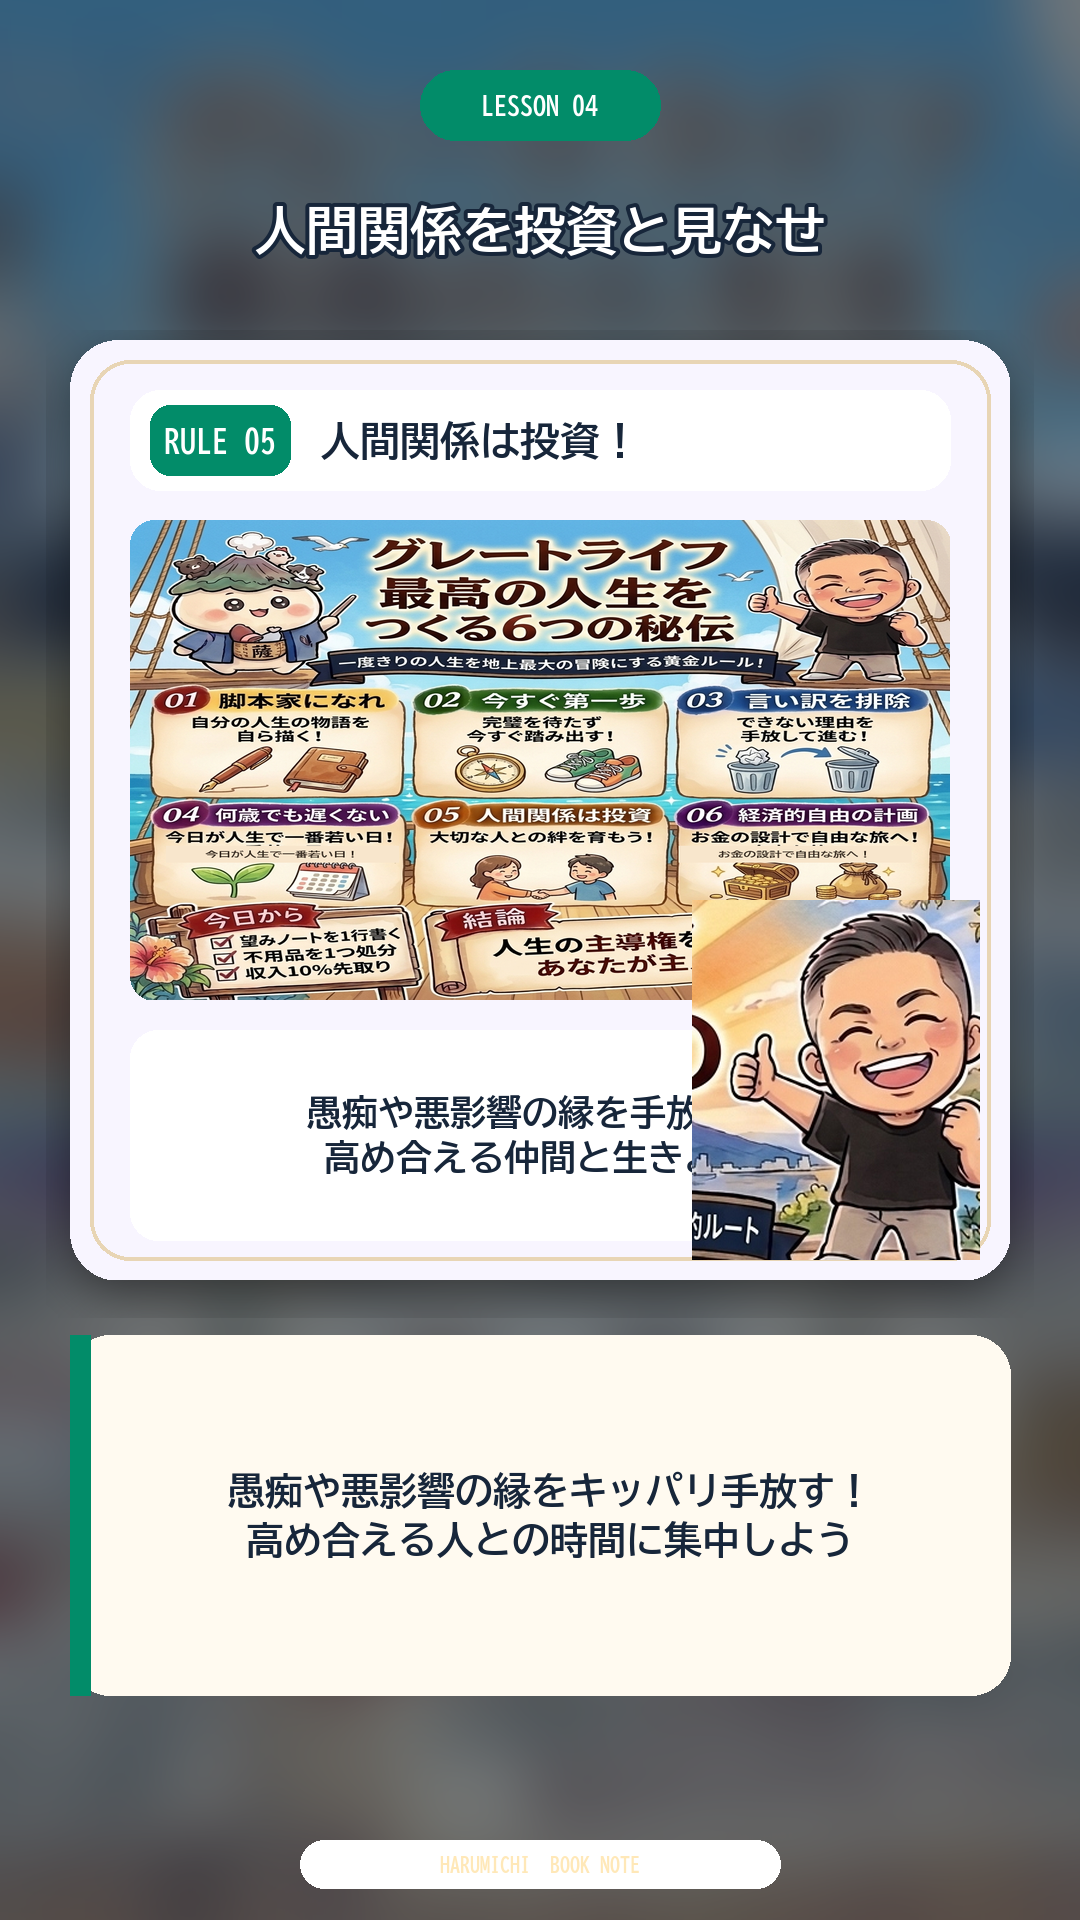 LESSON 04
人間関係を投資と見なせ
RULE 05 人間関係は投資！
グレートライフ
最高の人生を
つくる6つの秘伝
一度きりの人生を地上最大の冒険にする黄金ルール！
薩
01 脚本家になれ
自分の人生の物語を
自ら描く！
02 今すぐ第一歩
完璧を待たず
今すぐ踏み出す！
03 言い訳を排除
できない理由を
手放して進む！
04 何歳でも遅くない
今日が人生で一番若い日！
今日が人生で一番若い日！
05 人間関係は投資
大切な人との絆を育もう！
06 経済的自由の計画
お金の設計で自由な旅へ！
お金の設計で自由な旅へ！
今日から
望みノートを1行書く
不用品を1つ処分
収入10%先取り
結論
人生の主導権を
あなたが主
愚痴や悪影響の縁を手放
高め合える仲間と生き
的ルート
愚痴や悪影響の縁をキッパリ手放す！
高め合える人との時間に集中しよう
HARUMICHI BOOK NOTE